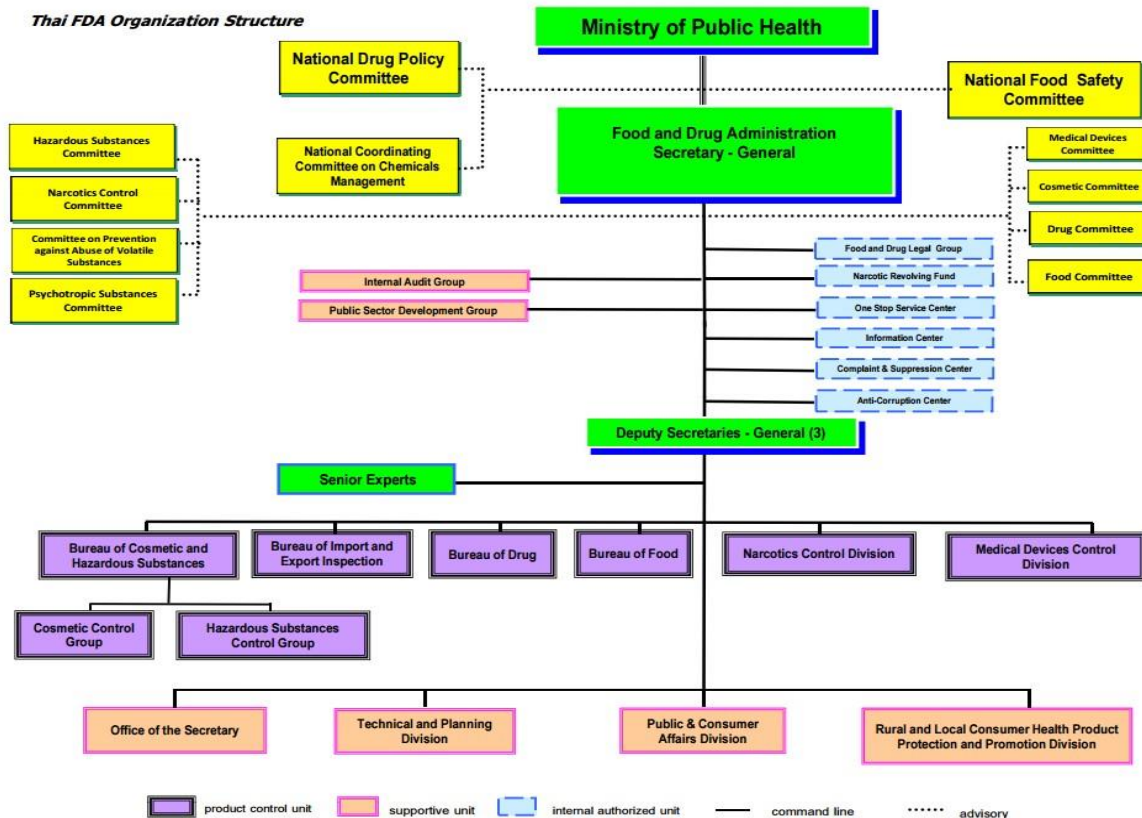 Thai FDA Organization Structure
Ministry of Public Health
National Drug Policy
Committee
National Food Safety
Committee
Hazardous Substances
Committee
National Coordinating
Committee on Chemicals
Management
Food and Drug Administration
Secretary - General
Medical Devices
Committee
Narcotics Control
Committee
Cosmetic Committee
Committee on Prevention
against Abuse of Volatile
Substances
Drug Committee
Psychotropic Substances
Committee
Food Committee
Food and Drug Legal Group
Internal Audit Group
Narcotic Revolving Fund
Public Sector Development Group
One Stop Service Center
Information Center
Complaint & Suppression Center
Anti-Corruption Center
Deputy Secretaries - General (3)
Senior Experts
Bureau of Cosmetic and
Hazardous Substances
Bureau of Import and
Export Inspection
Bureau of Drug
Bureau of Food
Narcotics Control Division
Medical Devices Control
Division
Cosmetic Control
Group
Hazardous Substances
Control Group
Office of the Secretary
Technical and Planning
Division
Public & Consumer
Affairs Division
Rural and Local Consumer Health Product
Protection and Promotion Division
product control unit
supportive unit
internal authorized unit
command line
advisory